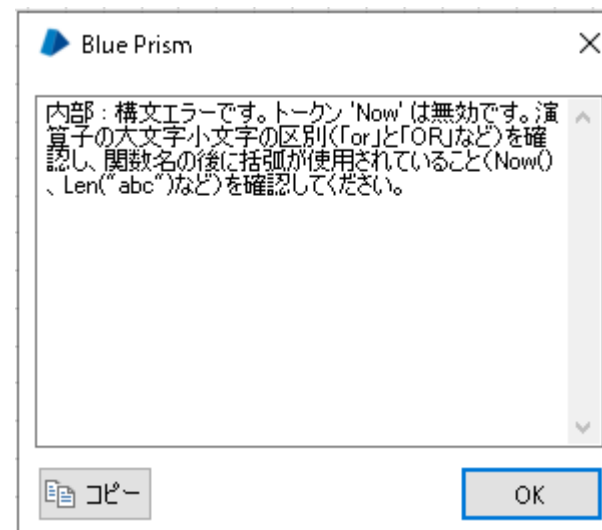 Blue Prism
内部：構文エラーです。トークン 'Now' は無効です。演
算子の大文字小文字の区別(「or」と「OR」など)を確
認し、関数名の後に括弧が使用されていること(Now()
、Len("abc")など)を確認してください。
コピー
OK